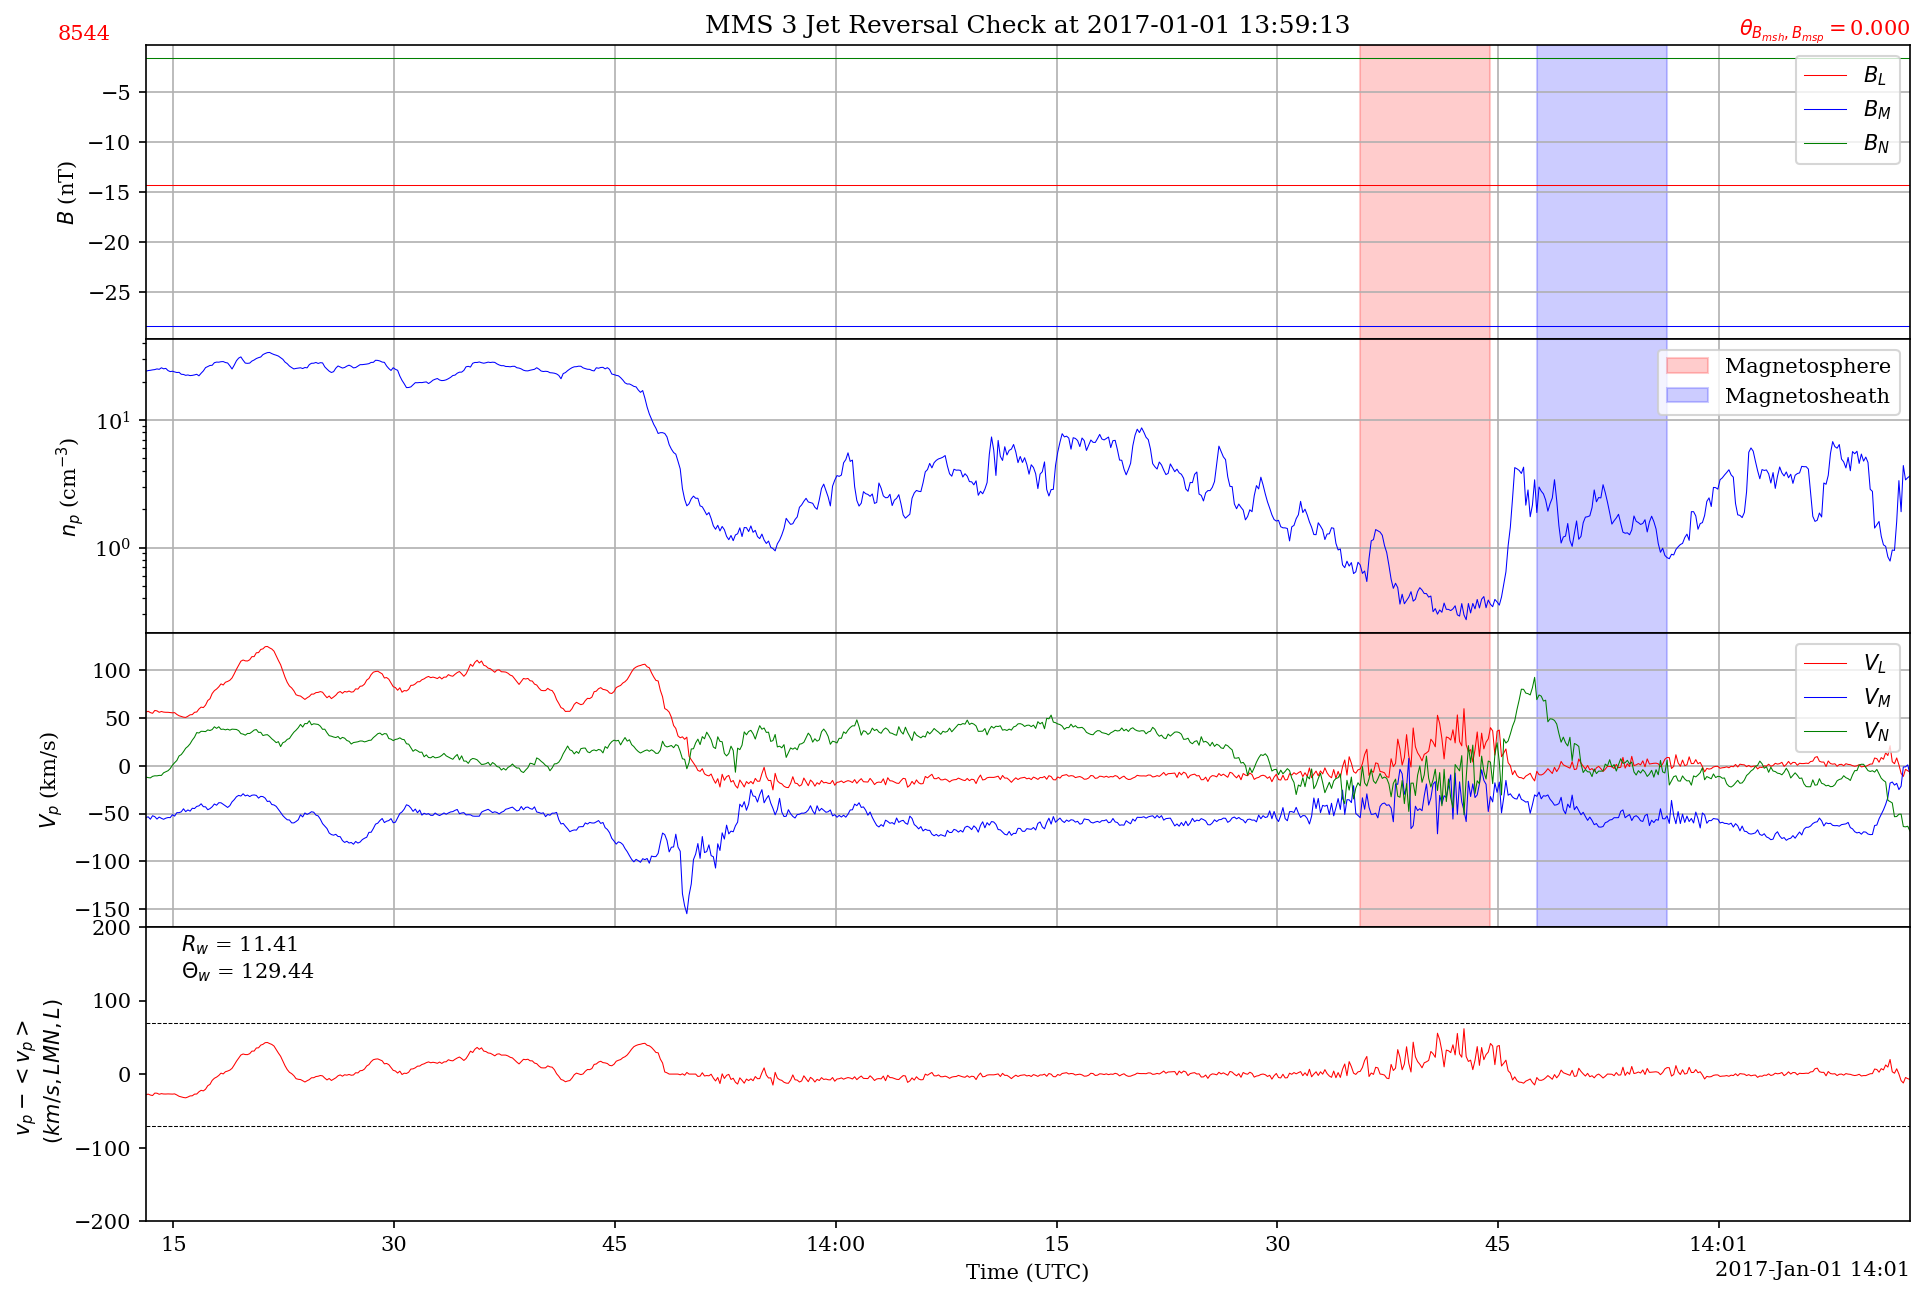 8544
MMS 3 Jet Reversal Check at 2017-01-01 13:59:13
θ_{B_{msh}, B_{msp}} = 0.000
B (nT)
−5
−10
−15
−20
−25
B_L
B_M
B_N
n_p (cm^{−3})
10^1
10^0
Magnetosphere
Magnetosheath
V_p (km/s)
100
50
0
−50
−100
−150
V_L
V_M
V_N
v_p − < v_p >
(km/s, LMN, L)
200
100
0
−100
−200
R_w = 11.41
Θ_w = 129.44
15
30
45
14:00
15
30
45
14:01
Time (UTC)
2017-Jan-01 14:01